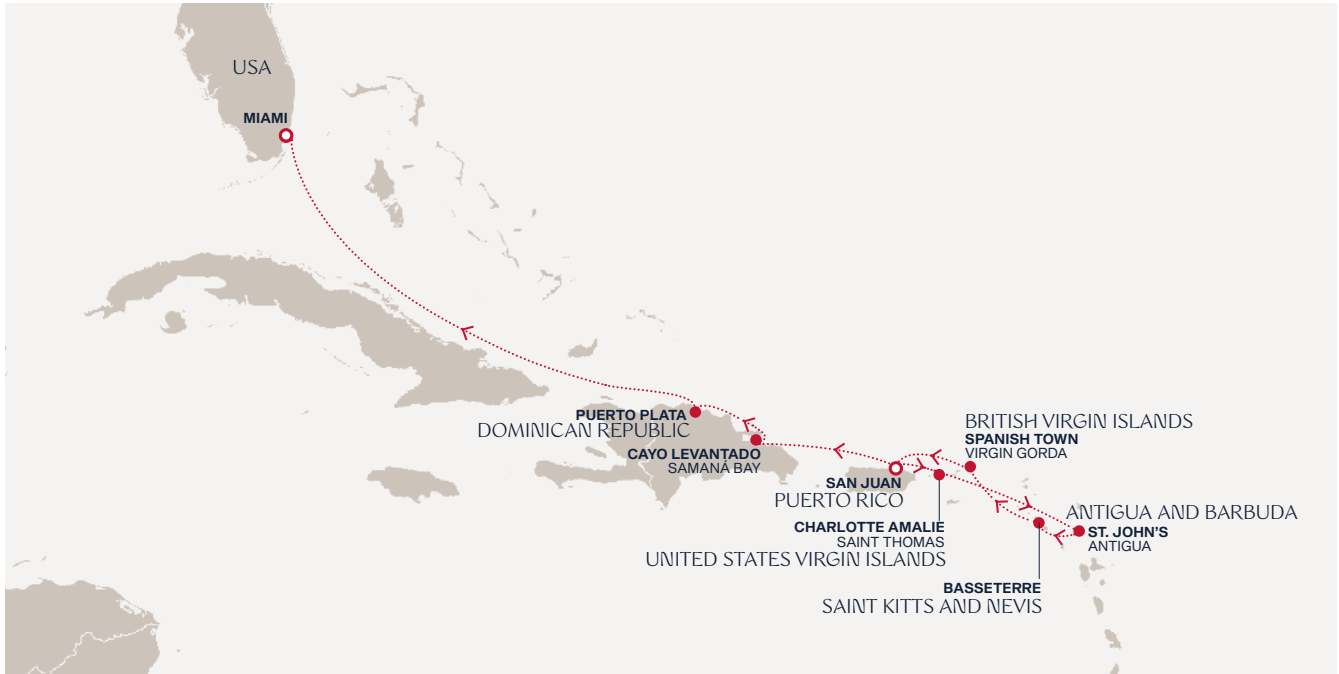 USA
MIAMI
PUERTO PLATA
DOMINICAN REPUBLIC
CAYO LEVANTADO
SAMANÁ BAY
SAN JUAN
PUERTO RICO
CHARLOTTE AMALIE
SAINT THOMAS
UNITED STATES VIRGIN ISLANDS
BRITISH VIRGIN ISLANDS
SPANISH TOWN
VIRGIN GORDA
ANTIGUA AND BARBUDA
ST. JOHN'S
ANTIGUA
BASSETERRE
SAINT KITTS AND NEVIS